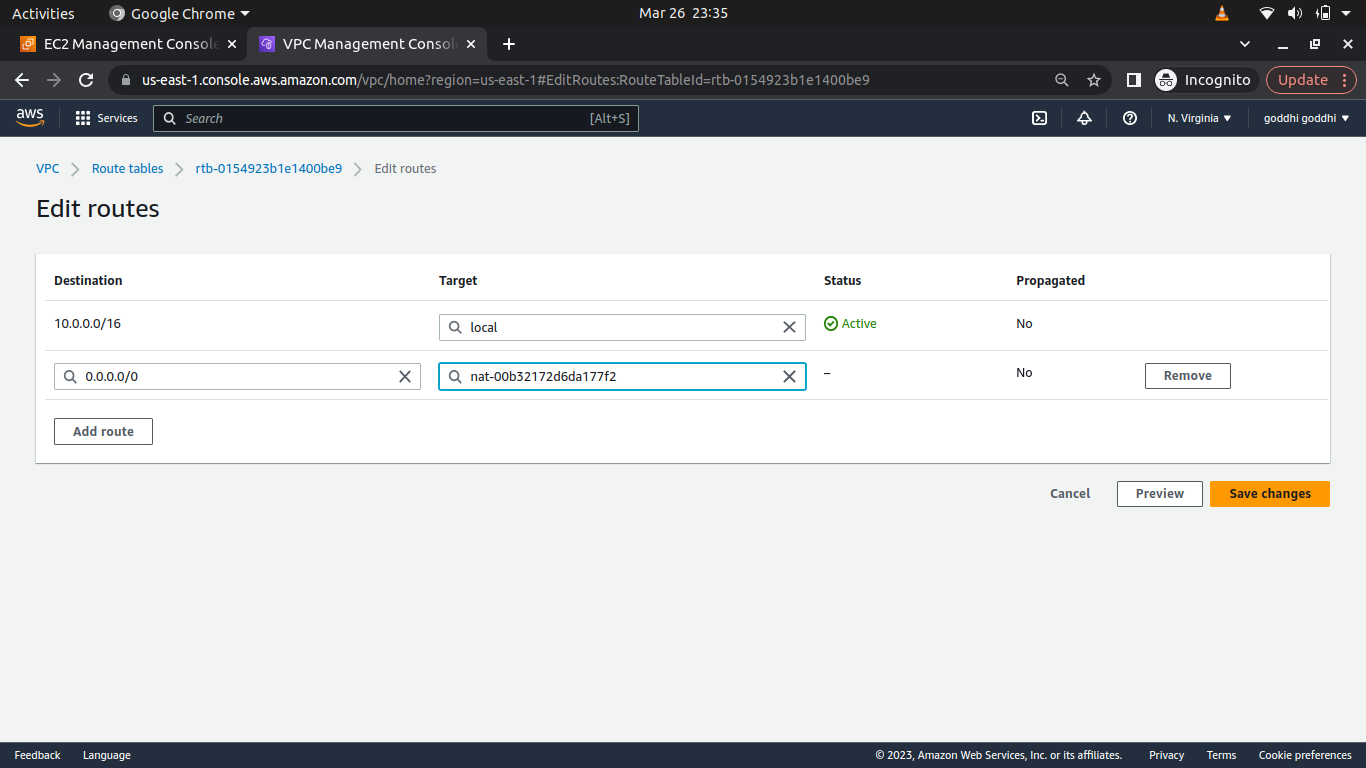 Activities
Google Chrome
Mar 26 23:35
EC2 Management Console
VPC Management Console
us-east-1.console.aws.amazon.com/vpc/home?region=us-east-1#EditRoutes:RouteTableId=rtb-0154923b1e1400be9
Incognito
Update
aws
Services
Search
[Alt+S]
N. Virginia
goddhi goddhi
VPC
Route tables
rtb-0154923b1e1400be9
Edit routes
Edit routes
Destination
Target
Status
Propagated
10.0.0.0/16
local
Active
No
0.0.0.0/0
nat-00b32172d6da177f2
–
No
Remove
Add route
Cancel
Preview
Save changes
Feedback
Language
© 2023, Amazon Web Services, Inc. or its affiliates.
Privacy
Terms
Cookie preferences